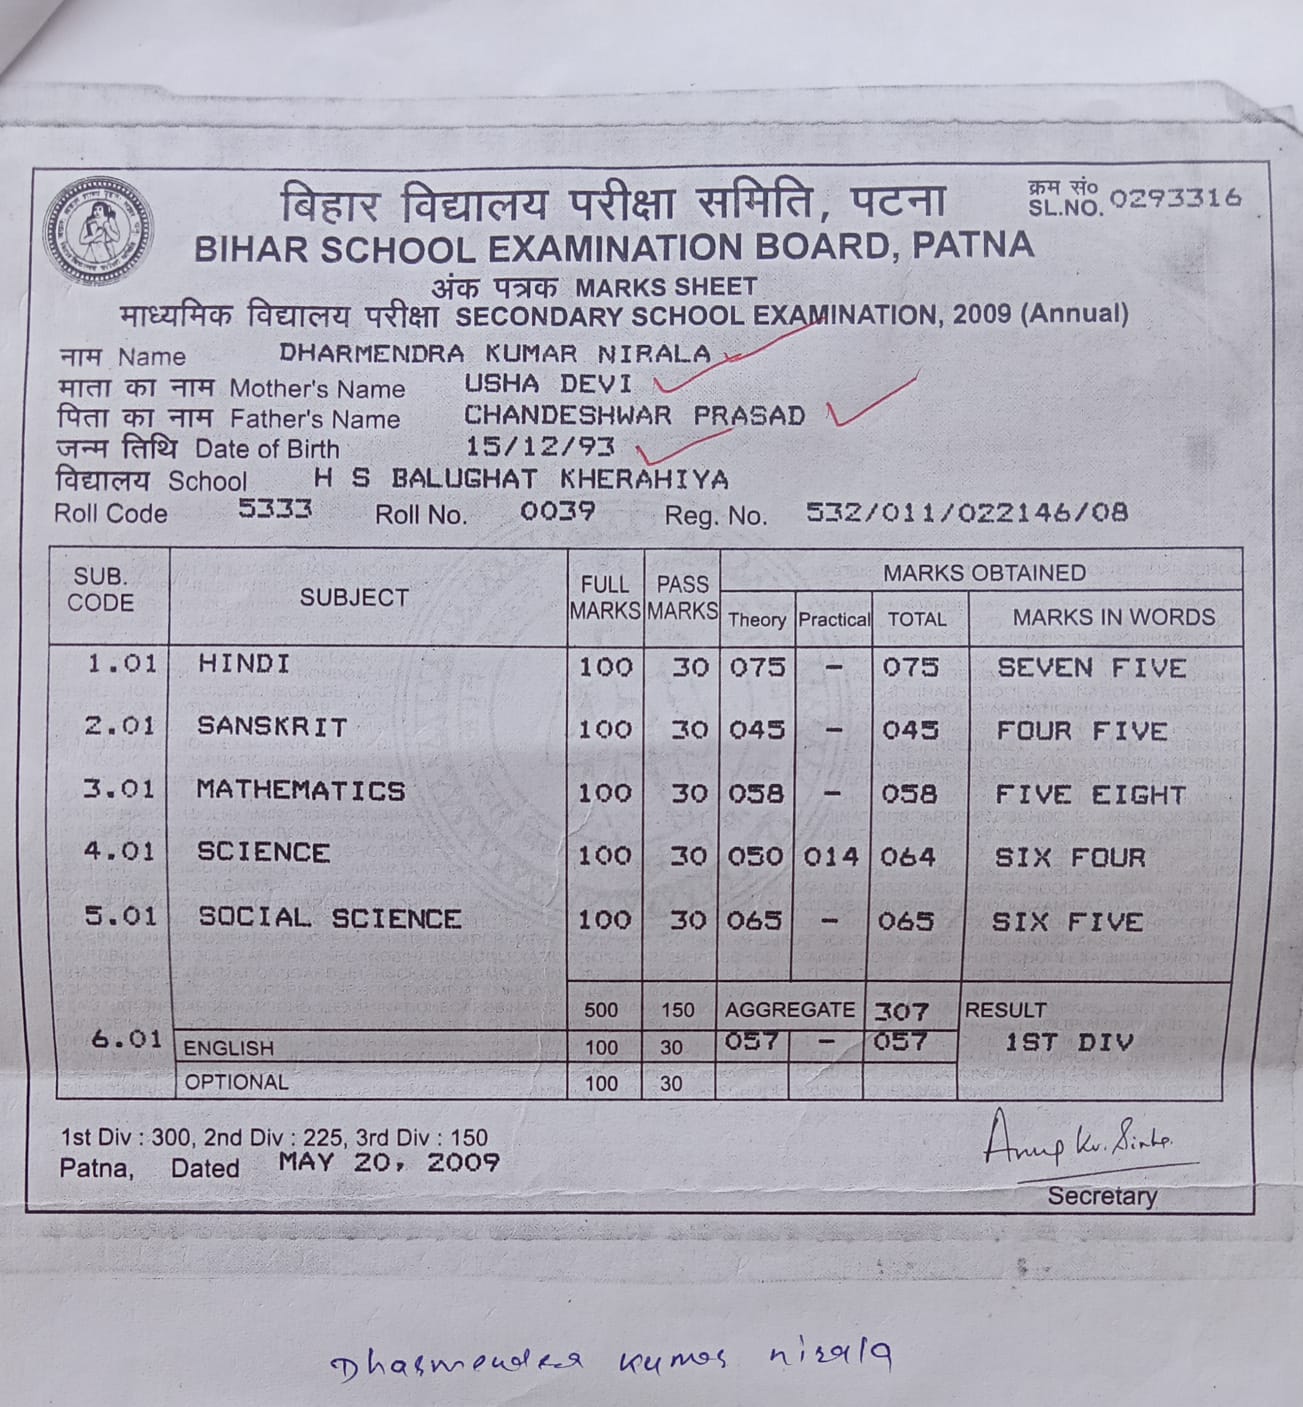 बिहार विद्यालय परीक्षा समिति, पटना
क्रम सं० SL.NO. 0293316
BIHAR SCHOOL EXAMINATION BOARD, PATNA
अंक पत्रक MARKS SHEET
माध्यमिक विद्यालय परीक्षा SECONDARY SCHOOL EXAMINATION, 2009 (Annual)
नाम Name DHARMENDRA KUMAR NIRALA
माता का नाम Mother's Name USHA DEVI
पिता का नाम Father's Name CHANDESHWAR PRASAD
जन्म तिथि Date of Birth 15/12/93
विद्यालय School H S BALUGHAT KHERAHIYA
Roll Code 5333 Roll No. 0039 Reg. No. 532/011/022146/08
SUB. CODE SUBJECT FULL MARKS PASS MARKS MARKS OBTAINED
Theory Practical TOTAL MARKS IN WORDS
1.01 HINDI 100 30 075 - 075 SEVEN FIVE
2.01 SANSKRIT 100 30 045 - 045 FOUR FIVE
3.01 MATHEMATICS 100 30 058 - 058 FIVE EIGHT
4.01 SCIENCE 100 30 050 014 064 SIX FOUR
5.01 SOCIAL SCIENCE 100 30 065 - 065 SIX FIVE
500 150 AGGREGATE 307 RESULT
6.01 ENGLISH 100 30 057 - 057 1ST DIV
OPTIONAL 100 30
1st Div : 300, 2nd Div : 225, 3rd Div : 150
Patna, Dated MAY 20, 2009
Anup Kr. Sinha
Secretary
Dharmendra kumar nirala